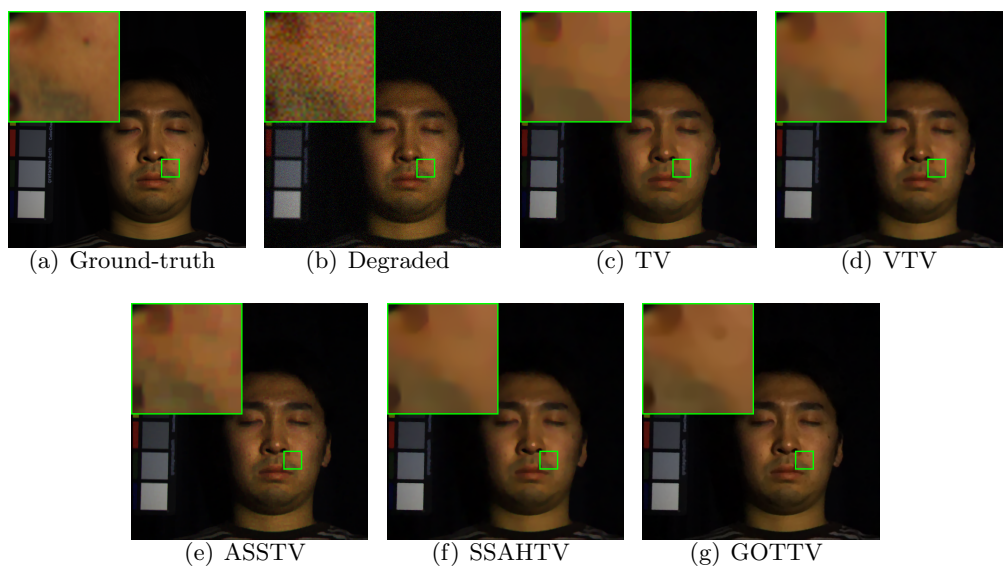 (a) Ground-truth
(b) Degraded
(c) TV
(d) VTV
(e) ASSTV
(f) SSAHTV
(g) GOTTV